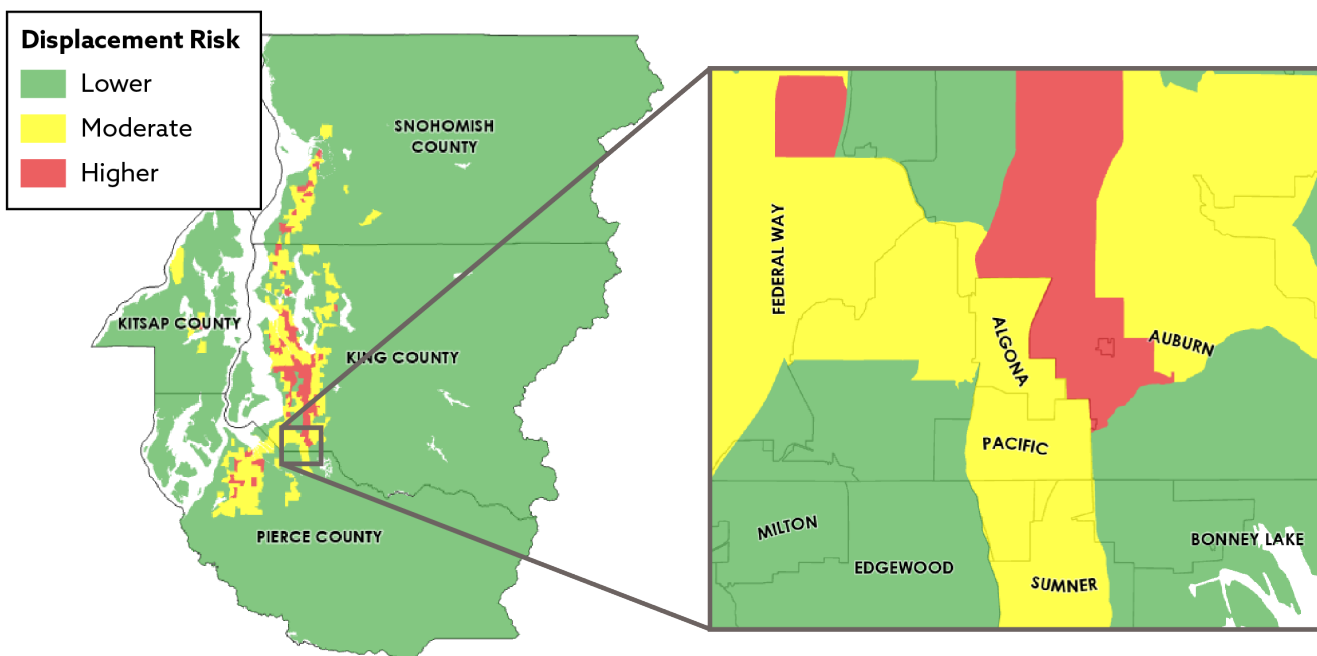 Displacement Risk
Lower
Moderate
Higher
SNOHOMISH
COUNTY
KITSAP COUNTY
KING COUNTY
PIERCE COUNTY
FEDERAL WAY
ALGONA
AUBURN
PACIFIC
MILTON
EDGEWOOD
BONNEY LAKE
SUMNER